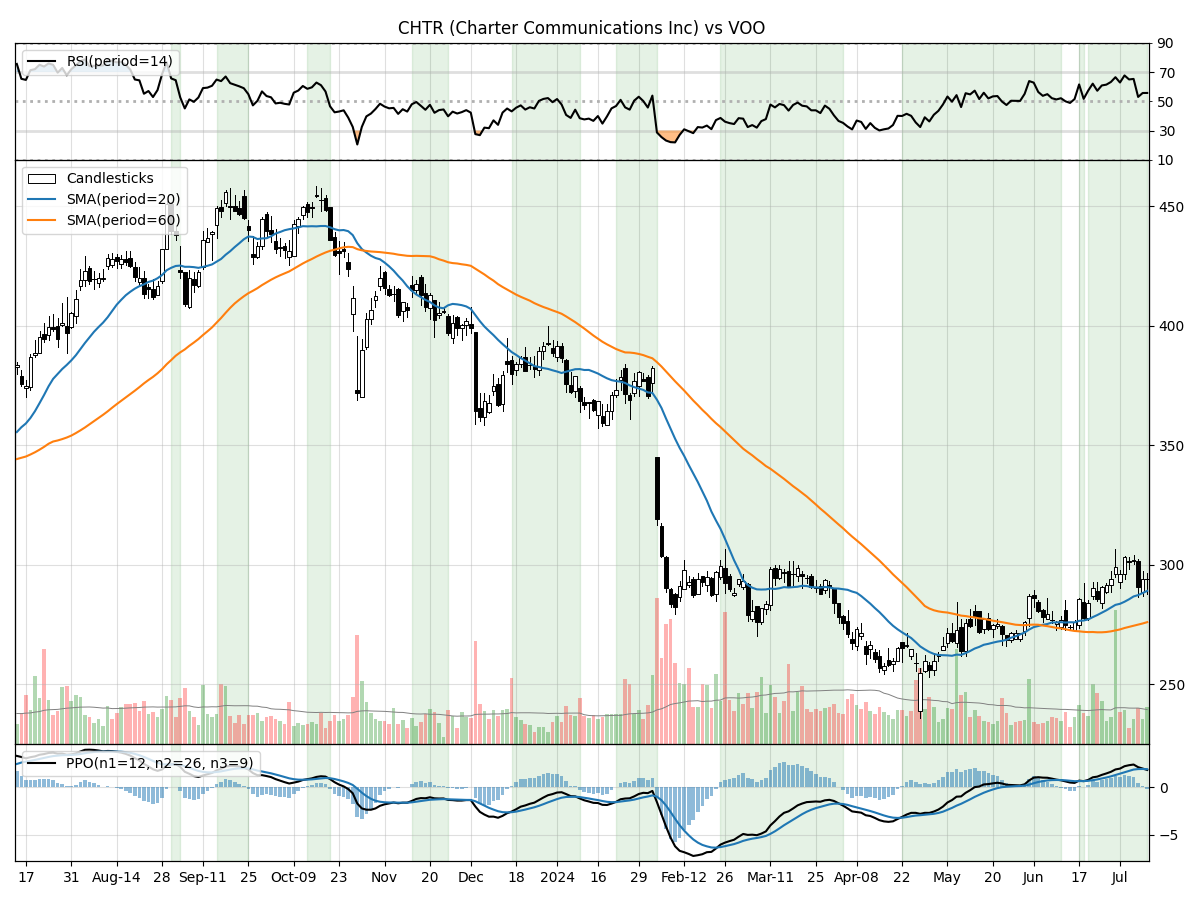 CHTR (Charter Communications Inc) vs VOO
RSI(period=14)
90
70
50
30
10
Candlesticks
SMA(period=20)
SMA(period=60)
450
400
350
300
250
PPO(n1=12, n2=26, n3=9)
0
−5
17 31 Aug-14 28 Sep-11 25 Oct-09 23 Nov 20 Dec 18 2024 16 29 Feb-12 26 Mar-11 25 Apr-08 22 May 20 Jun 17 Jul